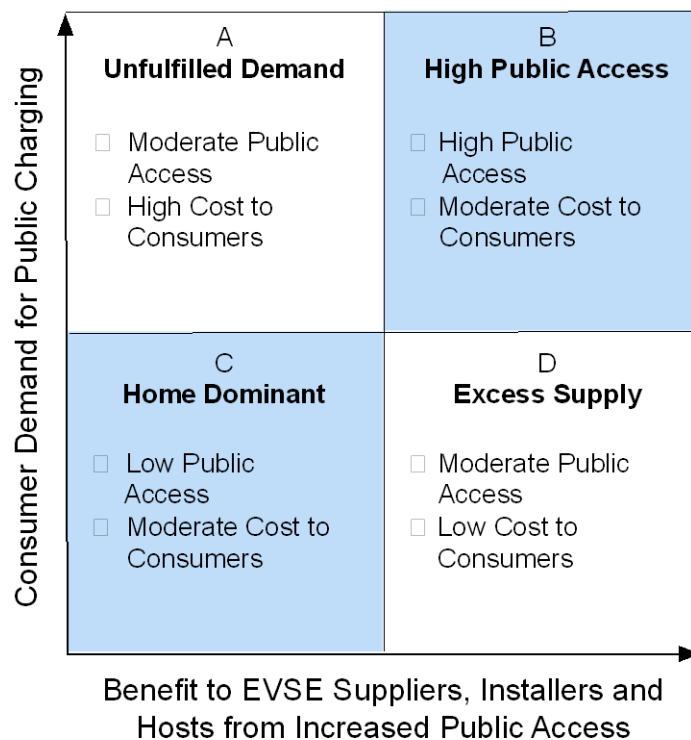 Consumer Demand for Public Charging
A
Unfulfilled Demand
□ Moderate Public
Access
□ High Cost to
Consumers
B
High Public Access
□ High Public
Access
□ Moderate Cost to
Consumers
C
Home Dominant
□ Low Public
Access
□ Moderate Cost to
Consumers
D
Excess Supply
□ Moderate Public
Access
□ Low Cost to
Consumers
Benefit to EVSE Suppliers, Installers and
Hosts from Increased Public Access